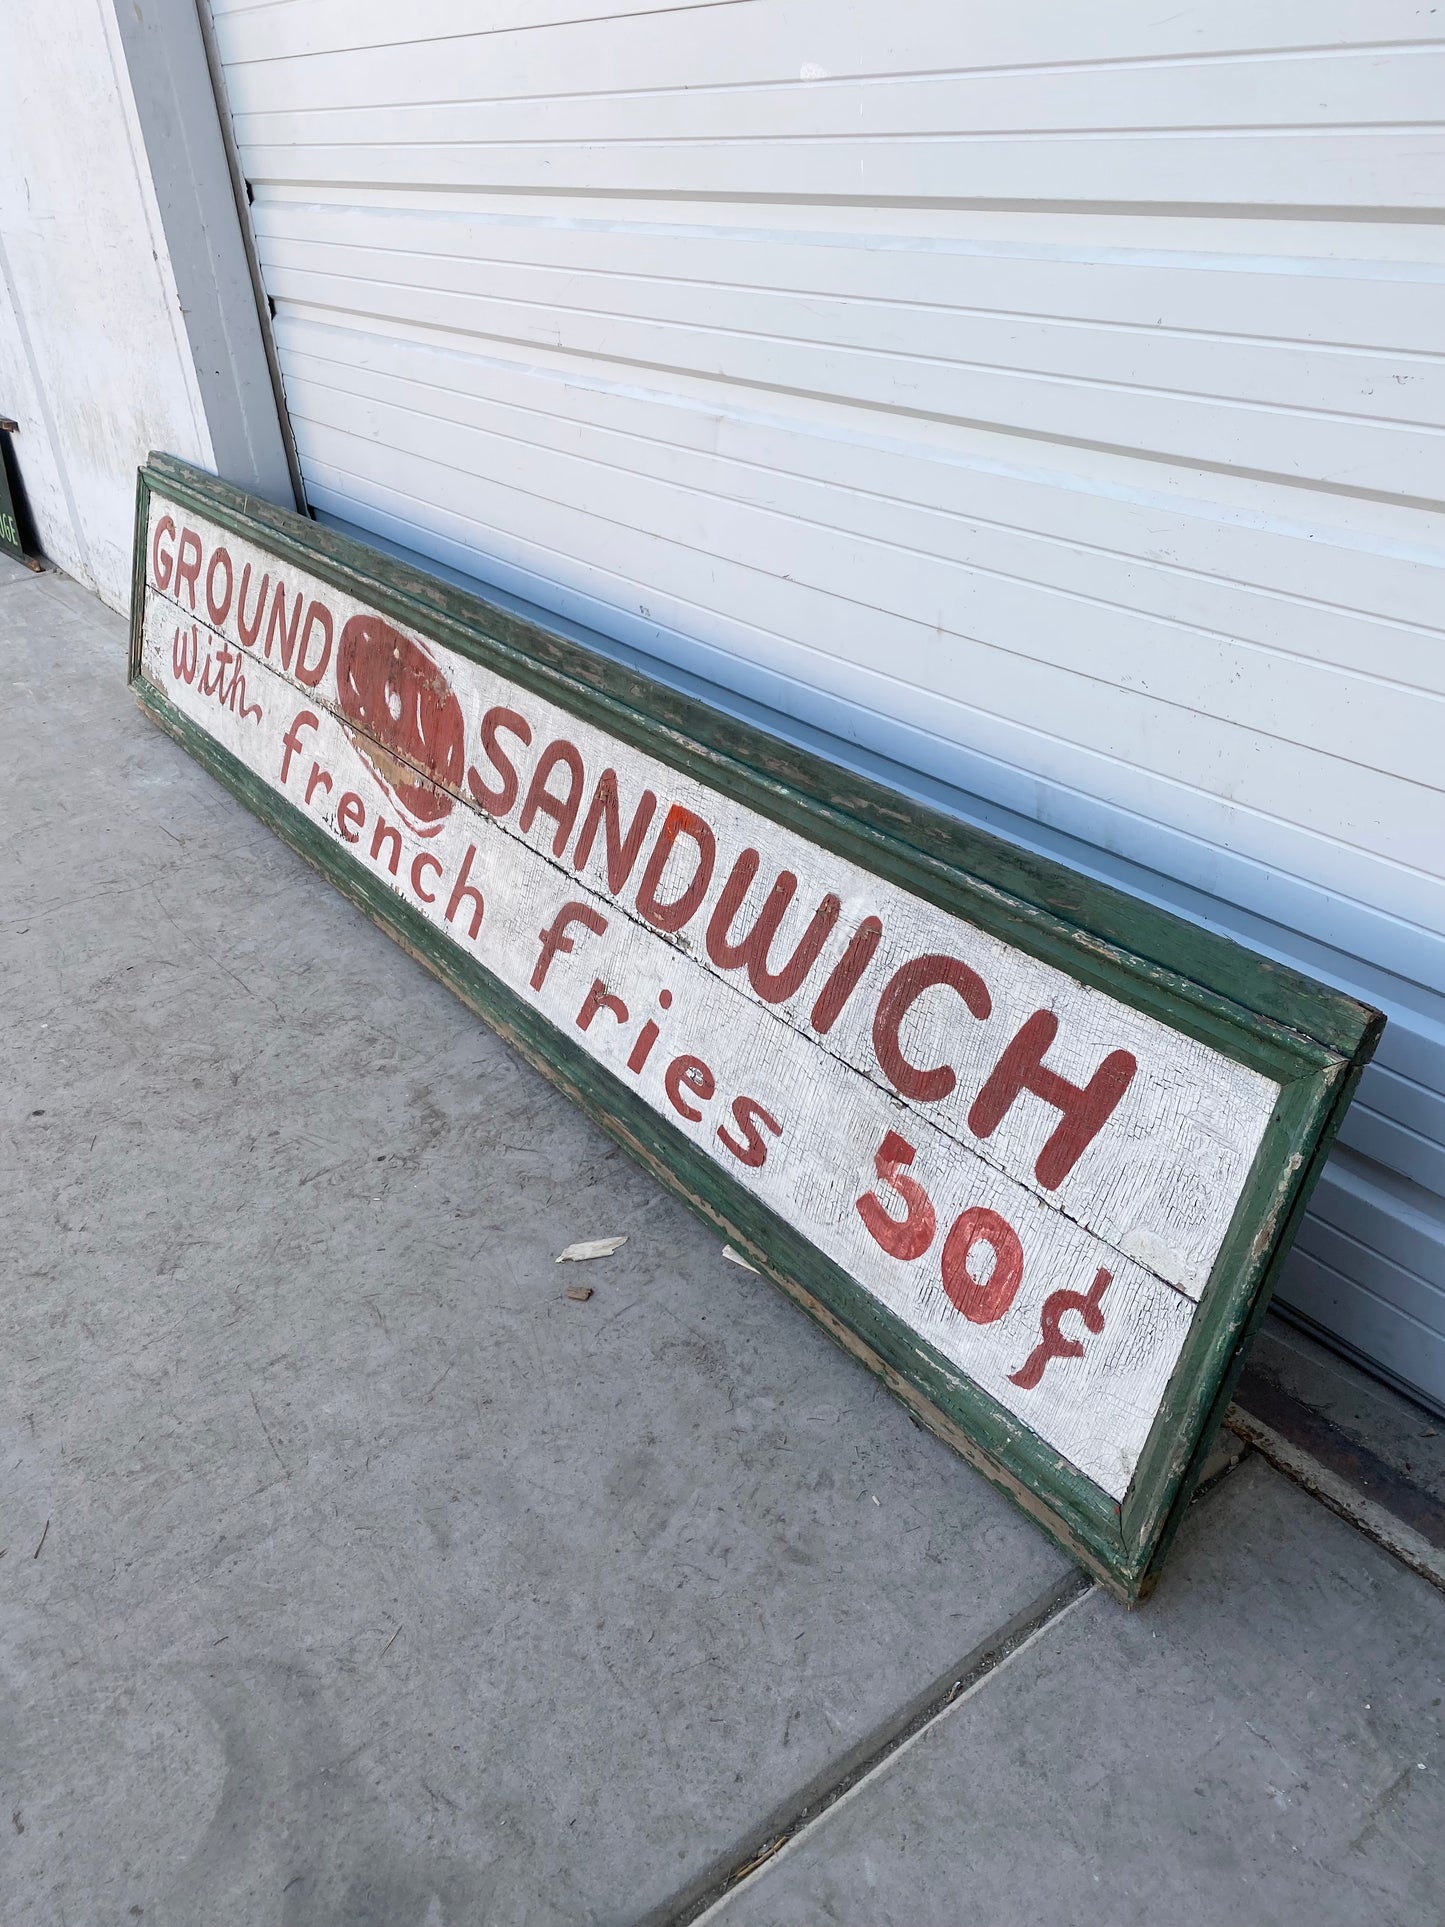 GROUND SANDWICH
With french fries 50¢